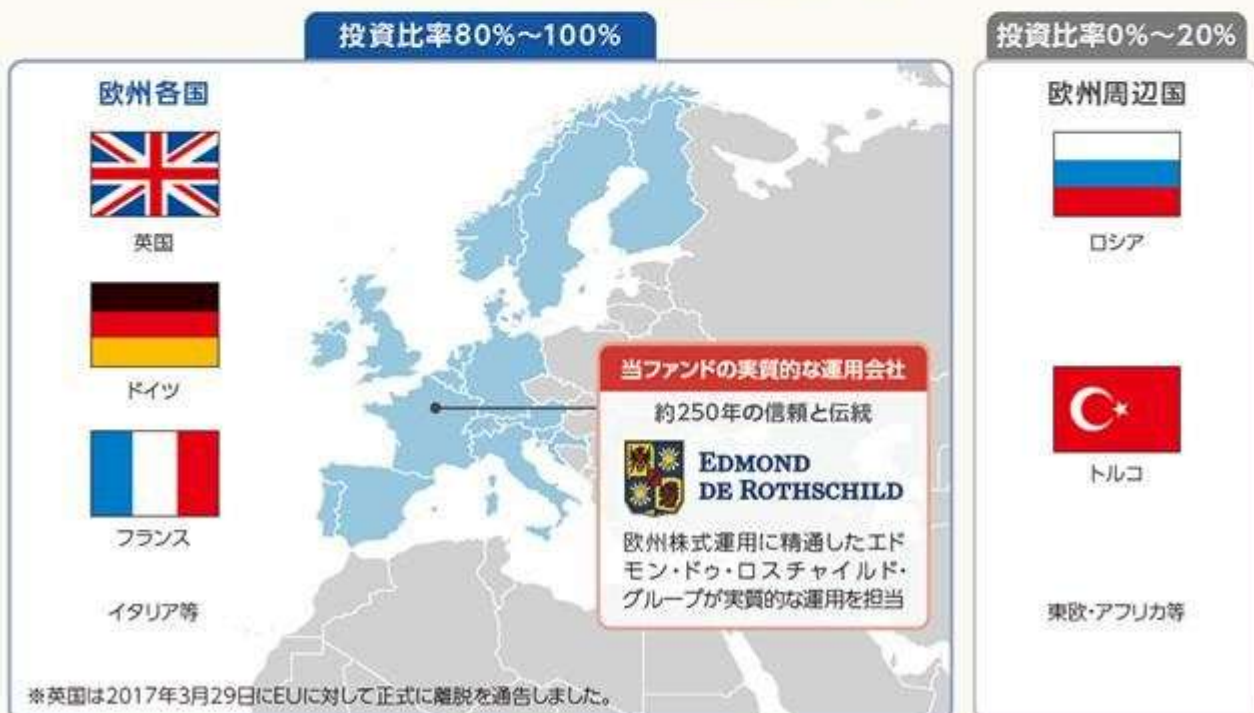 投資比率80%～100%
欧州各国
英国
ドイツ
フランス
イタリア等
当ファンドの実質的な運用会社
約250年の信頼と伝統
EDMOND
DE ROTHSCHILD
欧州株式運用に精通したエド
モン・ドゥ・ロスチャイルド・
グループが実質的な運用を担当
※英国は2017年3月29日にEUに対して正式に離脱を通告しました。
投資比率0%～20%
欧州周辺国
ロシア
トルコ
東欧・アフリカ等